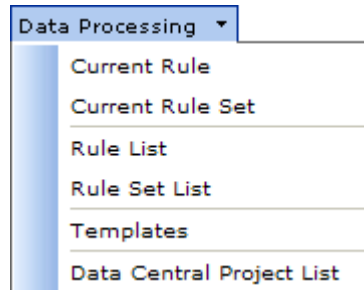 Data Processing
Current Rule
Current Rule Set
Rule List
Rule Set List
Templates
Data Central Project List